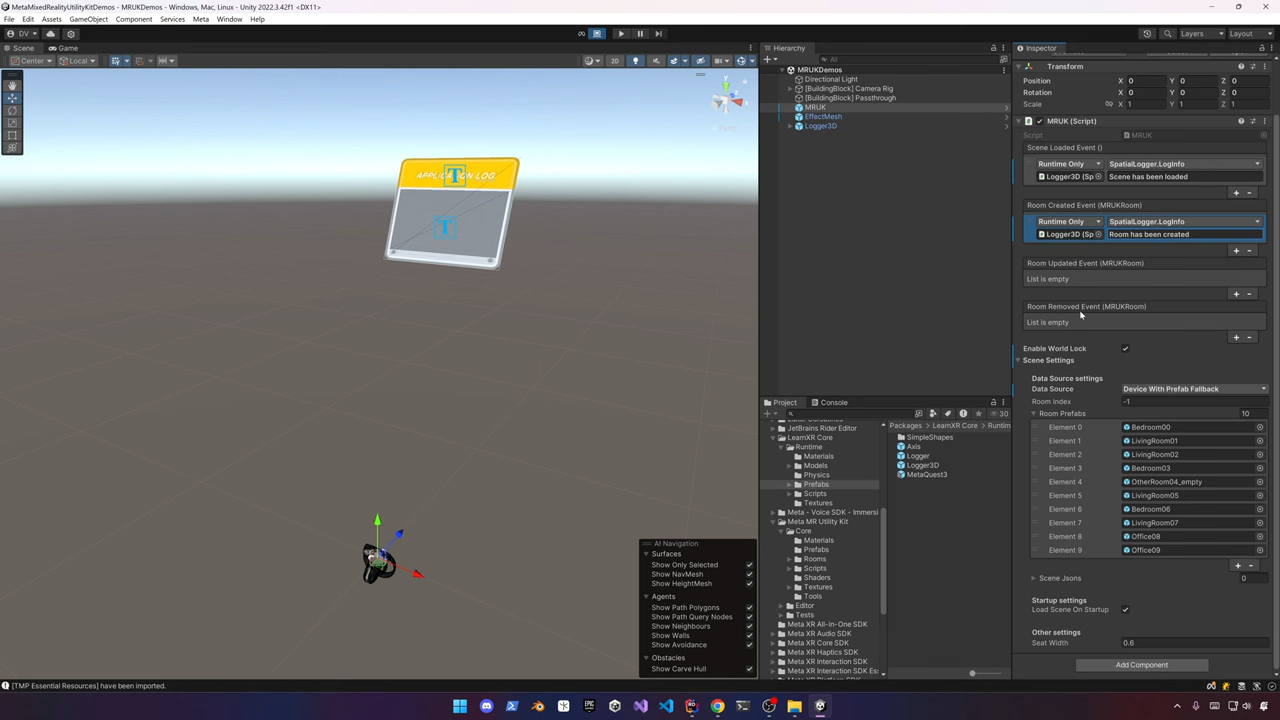 MetaMixedRealityUtilityKitDemos - MRUKDemos - Windows, Mac, Linux - Unity 2022.3.42f1 <DX11>
File Edit Assets GameObject Component Services Meta Window Help
DV
Layers Layout
Scene Game
Center Local 2D
Persp
APPLICATION LOG
T
T
AI Navigation
Surfaces
Show Only Selected
Show NavMesh
Show HeightMesh
Agents
Show Path Polygons
Show Path Query Nodes
Show Neighbours
Show Walls
Show Avoidance
Obstacles
Show Carve Hull
Hierarchy
All
MRUKDemos
Directional Light
[BuildingBlock] Camera Rig
[BuildingBlock] Passthrough
MRUK
EffectMesh
Logger3D
Project Console
30
JetBrains Rider Editor
LearnXR Core
Runtime
Materials
Models
Physics
Prefabs
Scripts
Textures
Meta - Voice SDK - Immersi
Meta MR Utility Kit
Core
Materials
Prefabs
Rooms
Scripts
Shaders
Textures
Tools
Editor
Tests
Meta XR All-in-One SDK
Meta XR Audio SDK
Meta XR Core SDK
Meta XR Haptics SDK
Meta XR Interaction SDK
Meta XR Interaction SDK Ess
Packages > LearnXR Core > Runtim
SimpleShapes
Axis
Logger
Logger3D
MetaQuest3
Inspector
Transform
Position X 0 Y 0 Z 0
Rotation X 0 Y 0 Z 0
Scale X 1 Y 1 Z 1
MRUK (Script)
Script MRUK
Scene Loaded Event ()
Runtime Only SpatialLogger.LogInfo
Logger3D (Sp Scene has been loaded
Room Created Event (MRUKRoom)
Runtime Only SpatialLogger.LogInfo
Logger3D (Sp Room has been created
Room Updated Event (MRUKRoom)
List is empty
Room Removed Event (MRUKRoom)
List is empty
Enable World Lock
Scene Settings
Data Source settings
Data Source Device With Prefab Fallback
Room Index -1
Room Prefabs 10
Element 0 Bedroom00
Element 1 LivingRoom01
Element 2 LivingRoom02
Element 3 Bedroom03
Element 4 OtherRoom04_empty
Element 5 LivingRoom05
Element 6 Bedroom06
Element 7 LivingRoom07
Element 8 Office08
Element 9 Office09
Scene Jsons 0
Startup settings
Load Scene On Startup
Other settings
Seat Width 0.6
Add Component
[TMP Essential Resources] have been imported.